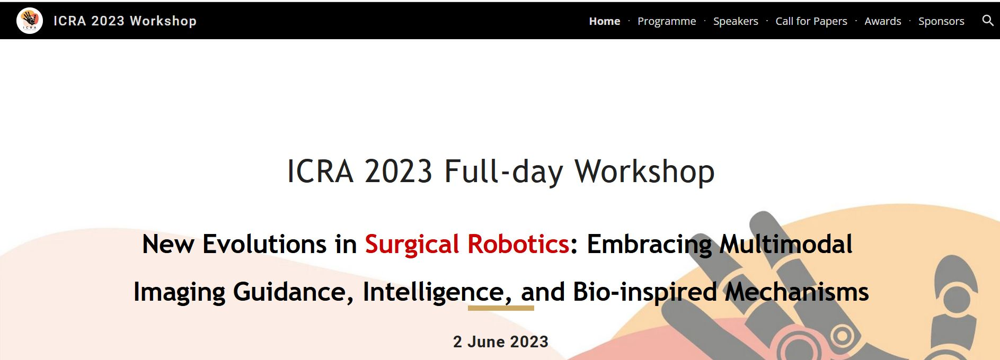 ICRA
ICRA 2023 Workshop
Home · Programme · Speakers · Call for Papers · Awards · Sponsors
ICRA 2023 Full-day Workshop
New Evolutions in Surgical Robotics: Embracing Multimodal
Imaging Guidance, Intelligence, and Bio-inspired Mechanisms
2 June 2023